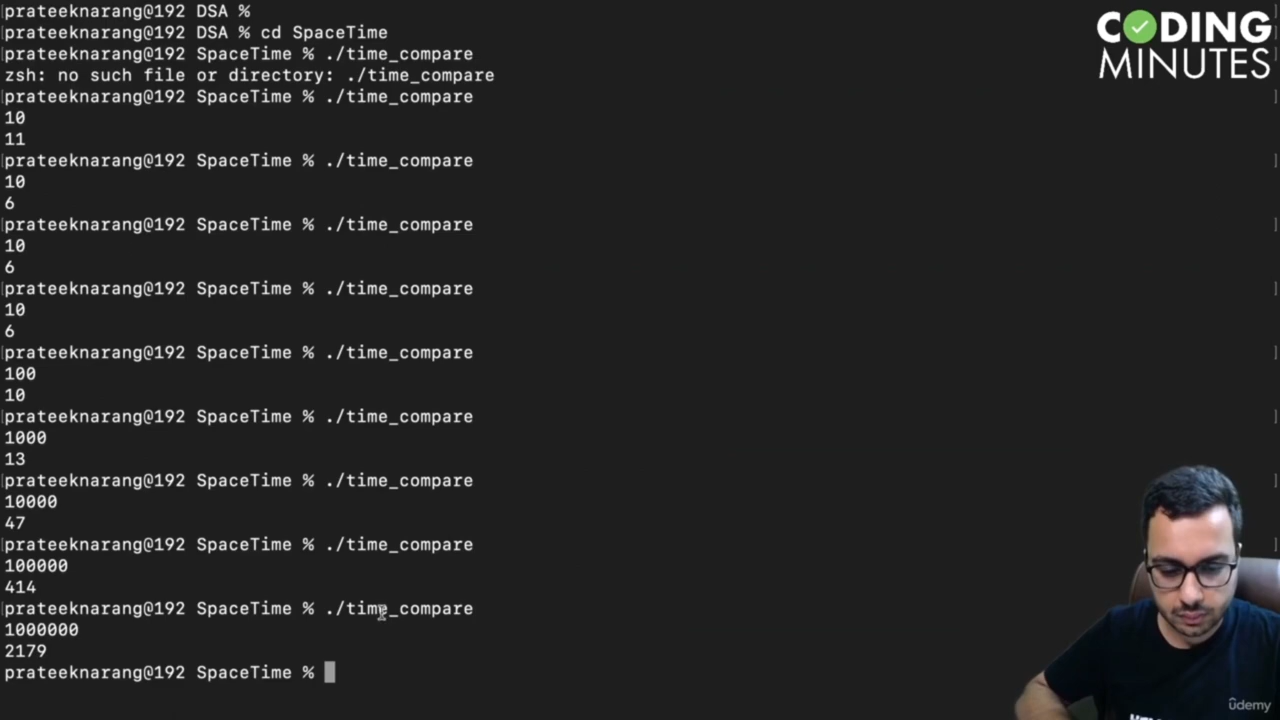 prateeknarang@192 DSA %
prateeknarang@192 DSA % cd SpaceTime
prateeknarang@192 SpaceTime % ./time_compare
zsh: no such file or directory: ./time_compare
prateeknarang@192 SpaceTime % ./time_compare
10
11
prateeknarang@192 SpaceTime % ./time_compare
10
6
prateeknarang@192 SpaceTime % ./time_compare
10
6
prateeknarang@192 SpaceTime % ./time_compare
10
6
prateeknarang@192 SpaceTime % ./time_compare
100
10
prateeknarang@192 SpaceTime % ./time_compare
1000
13
prateeknarang@192 SpaceTime % ./time_compare
10000
47
prateeknarang@192 SpaceTime % ./time_compare
100000
414
prateeknarang@192 SpaceTime % ./time_compare
1000000
2179
prateeknarang@192 SpaceTime %
CODING
MINUTES
ûdemy